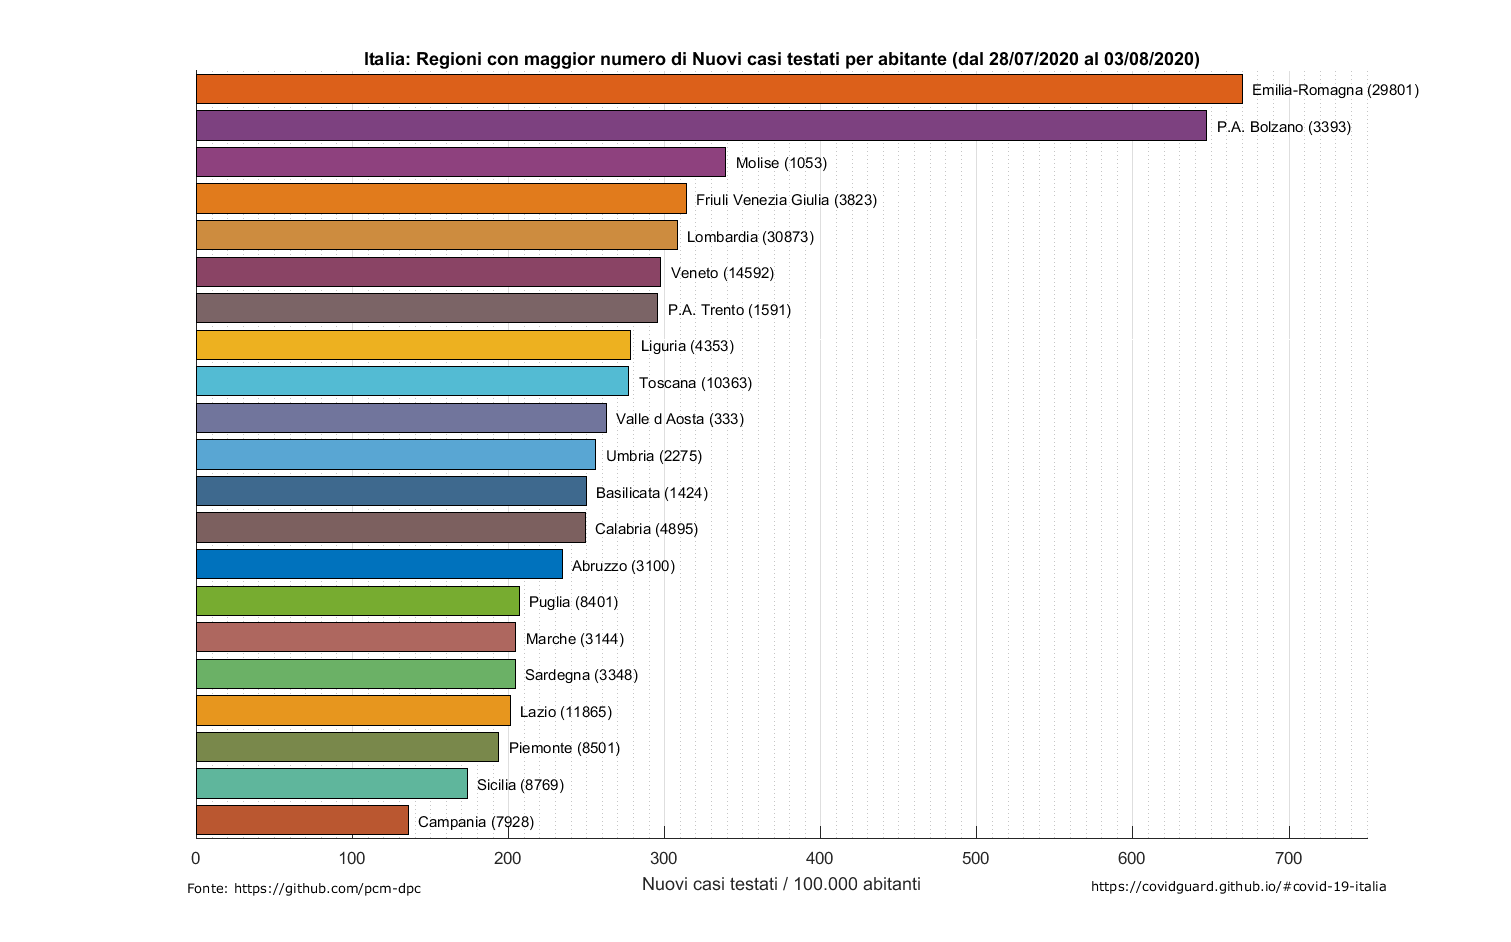 Italia: Regioni con maggior numero di Nuovi casi testati per abitante (dal 28/07/2020 al 03/08/2020)
Emilia-Romagna (29801)
P.A. Bolzano (3393)
Molise (1053)
Friuli Venezia Giulia (3823)
Lombardia (30873)
Veneto (14592)
P.A. Trento (1591)
Liguria (4353)
Toscana (10363)
Valle d Aosta (333)
Umbria (2275)
Basilicata (1424)
Calabria (4895)
Abruzzo (3100)
Puglia (8401)
Marche (3144)
Sardegna (3348)
Lazio (11865)
Piemonte (8501)
Sicilia (8769)
Campania (7928)
0 100 200 300 400 500 600 700
Nuovi casi testati / 100.000 abitanti
Fonte: https://github.com/pcm-dpc
https://covidguard.github.io/#covid-19-italia